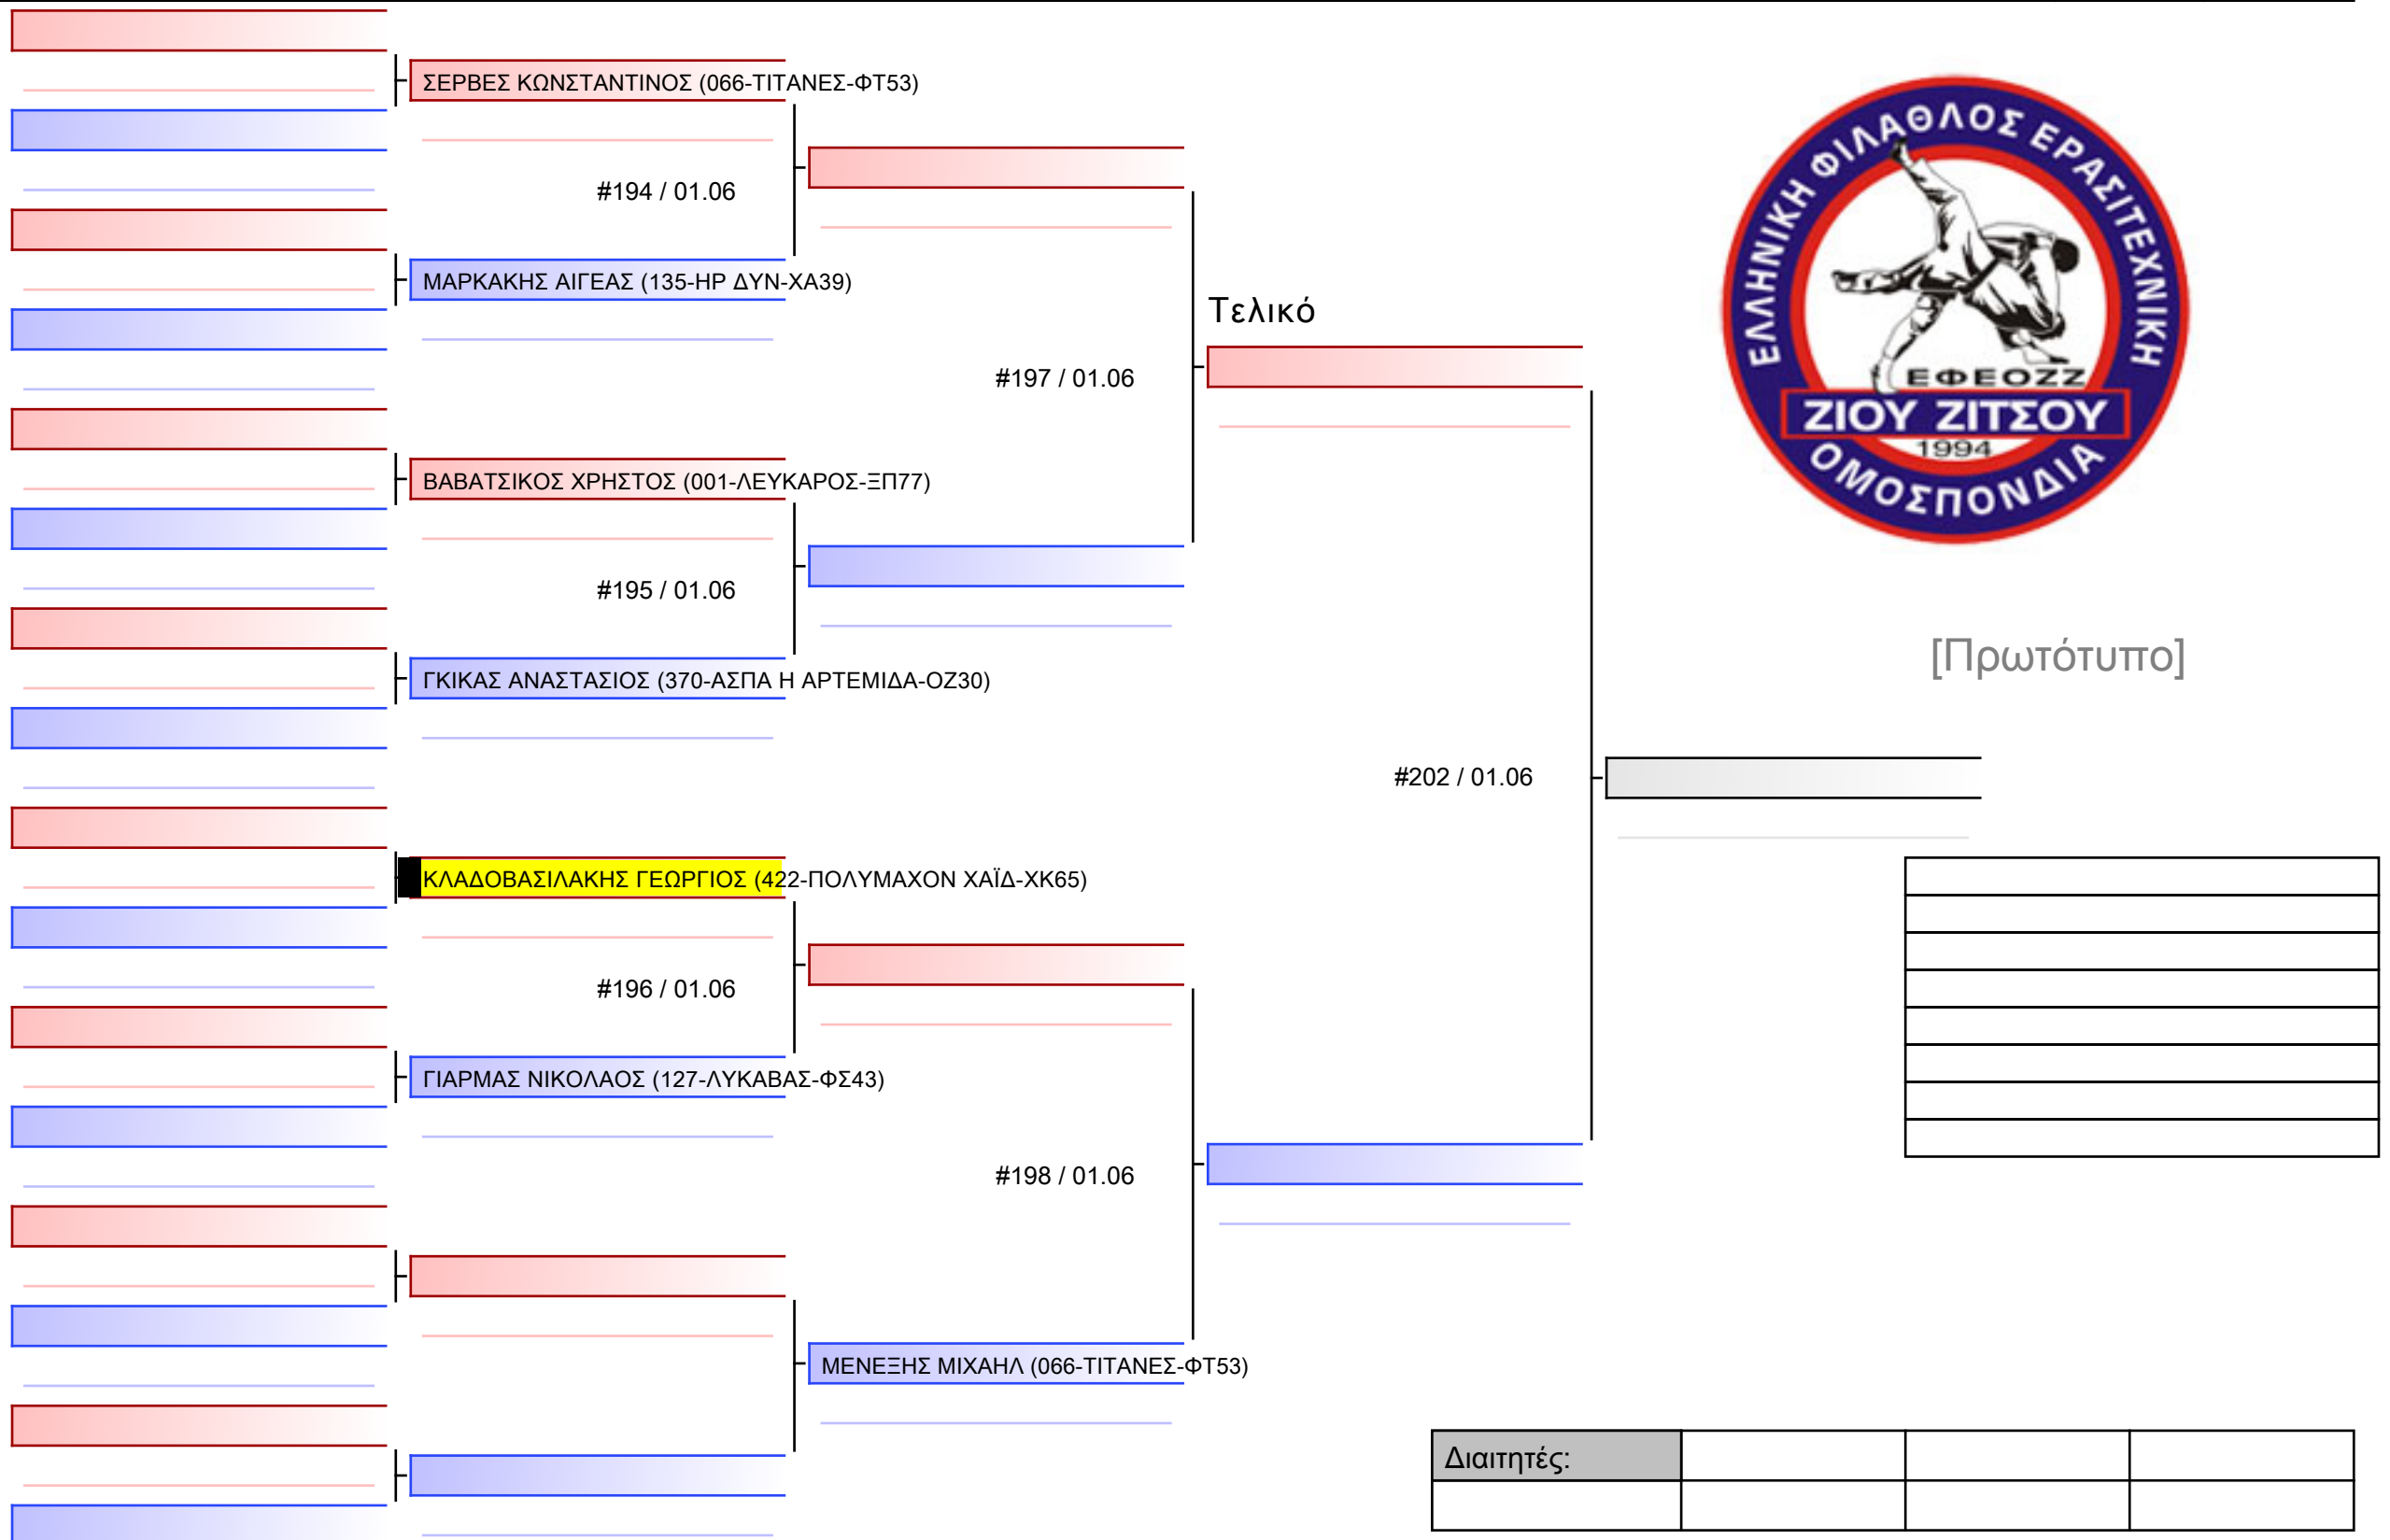 ΣΕΡΒΕΣ ΚΩΝΣΤΑΝΤΙΝΟΣ (066-ΤΙΤΑΝΕΣ-ΦΤ53)
#194 / 01.06
ΜΑΡΚΑΚΗΣ ΑΙΓΕΑΣ (135-ΗΡ ΔΥΝ-ΧΑ39)
Τελικό
#197 / 01.06
ΒΑΒΑΤΣΙΚΟΣ ΧΡΗΣΤΟΣ (001-ΛΕΥΚΑΡΟΣ-ΞΠ77)
#195 / 01.06
ΓΚΙΚΑΣ ΑΝΑΣΤΑΣΙΟΣ (370-ΑΣΠΑ Η ΑΡΤΕΜΙΔΑ-ΟΖ30)
#202 / 01.06
ΚΛΑΔΟΒΑΣΙΛΑΚΗΣ ΓΕΩΡΓΙΟΣ (422-ΠΟΛΥΜΑΧΟΝ ΧΑΪΔ-ΧΚ65)
#196 / 01.06
ΓΙΑΡΜΑΣ ΝΙΚΟΛΑΟΣ (127-ΛΥΚΑΒΑΣ-ΦΣ43)
#198 / 01.06
ΜΕΝΕΞΗΣ ΜΙΧΑΗΛ (066-ΤΙΤΑΝΕΣ-ΦΤ53)
ΕΛΛΗΝΙΚΗ ΦΙΛΑΘΛΟΣ ΕΡΑΣΙΤΕΧΝΙΚΗ
ΕΦΕΟΖΖ
ΖΙΟΥ ΖΙΤΣΟΥ
1994
ΟΜΟΣΠΟΝΔΙΑ
[Πρωτότυπο]
Διαιτητές: